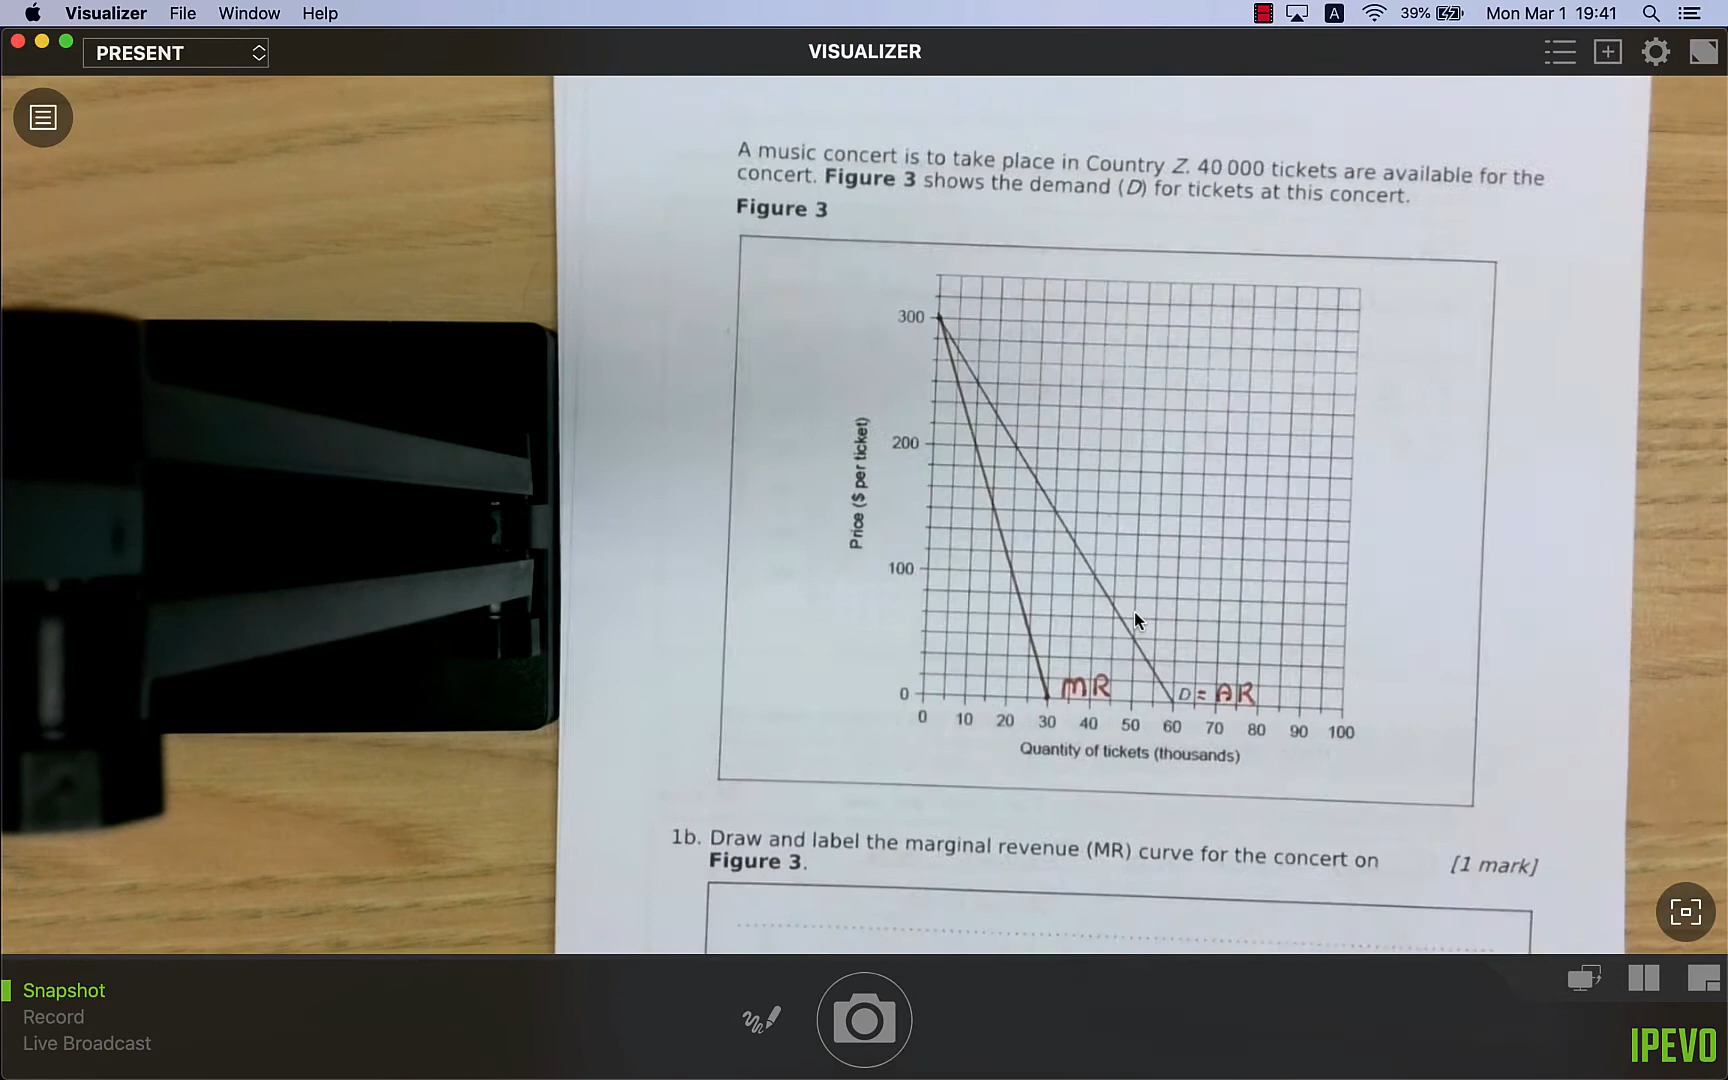 Visualizer File Window Help A 39% Mon Mar 1 19:41
PRESENT VISUALIZER
A music concert is to take place in Country Z. 40 000 tickets are available for the
concert. Figure 3 shows the demand (D) for tickets at this concert.
Figure 3
300
200
100
0
Price ($ per ticket)
MR D = AR
0 10 20 30 40 50 60 70 80 90 100
Quantity of tickets (thousands)
1b. Draw and label the marginal revenue (MR) curve for the concert on [1 mark]
Figure 3.
Snapshot
Record
Live Broadcast
IPEVO